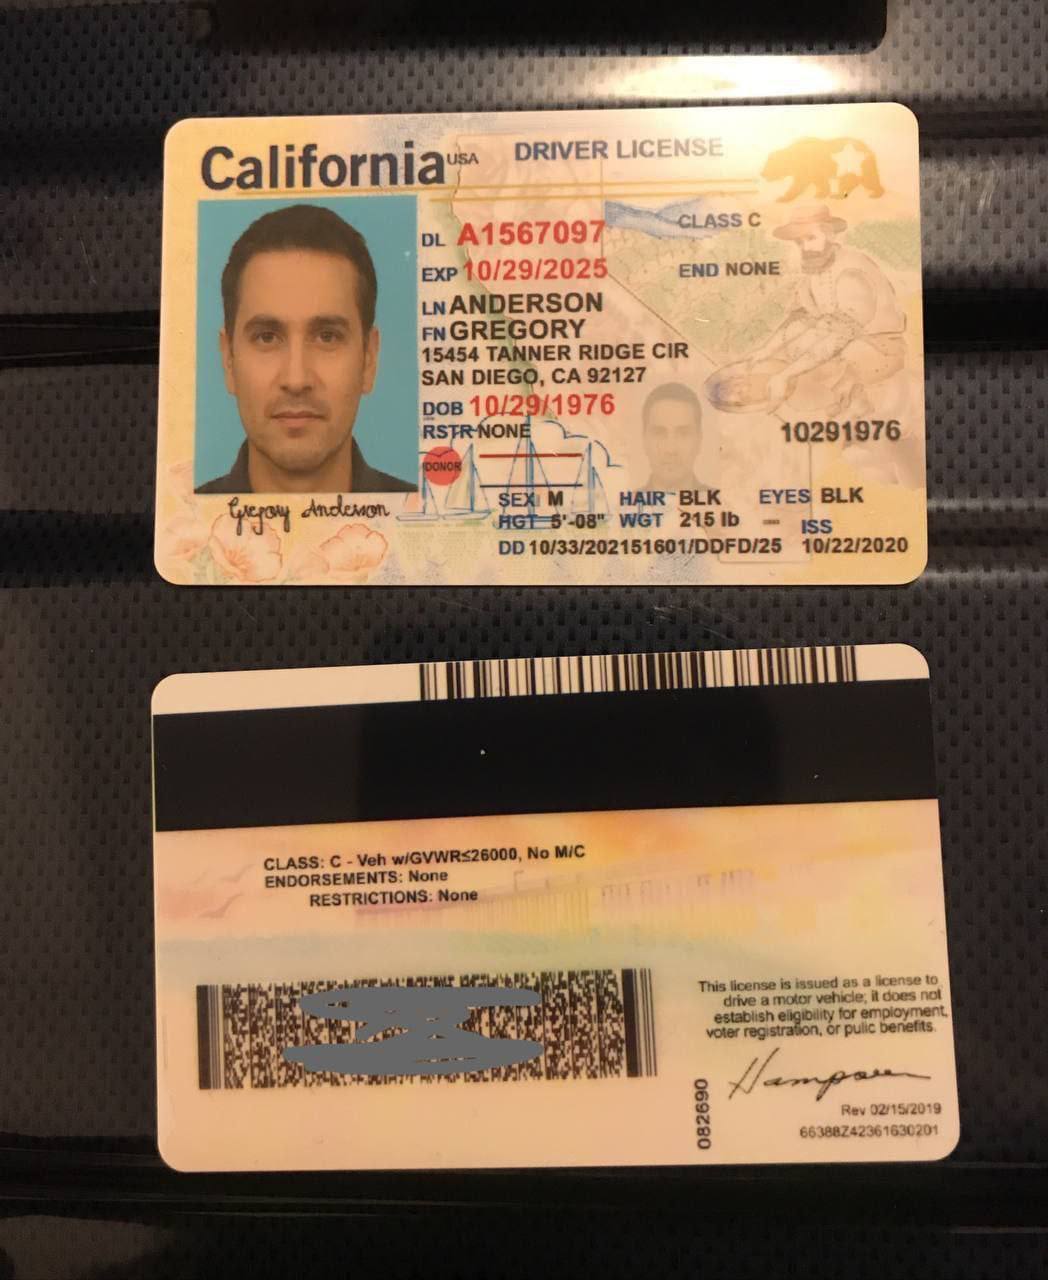 California USA DRIVER LICENSE
DL A1567097 CLASS C
EXP 10/29/2025 END NONE
LN ANDERSON
FN GREGORY
15454 TANNER RIDGE CIR
SAN DIEGO, CA 92127
DOB 10/29/1976
RSTR NONE 10291976
DONOR
Gregory Anderson
SEX M HAIR BLK EYES BLK
HGT 5'-08" WGT 215 lb ISS
DD 10/33/202151601/DDFD/25 10/22/2020
CLASS: C - Veh w/GVWR≤26000, No M/C
ENDORSEMENTS: None
RESTRICTIONS: None
This license is issued as a license to
drive a motor vehicle; it does not
establish eligibility for employment,
voter registration, or pulic benefits.
082690
Rev 02/15/2019
66388Z42361630201